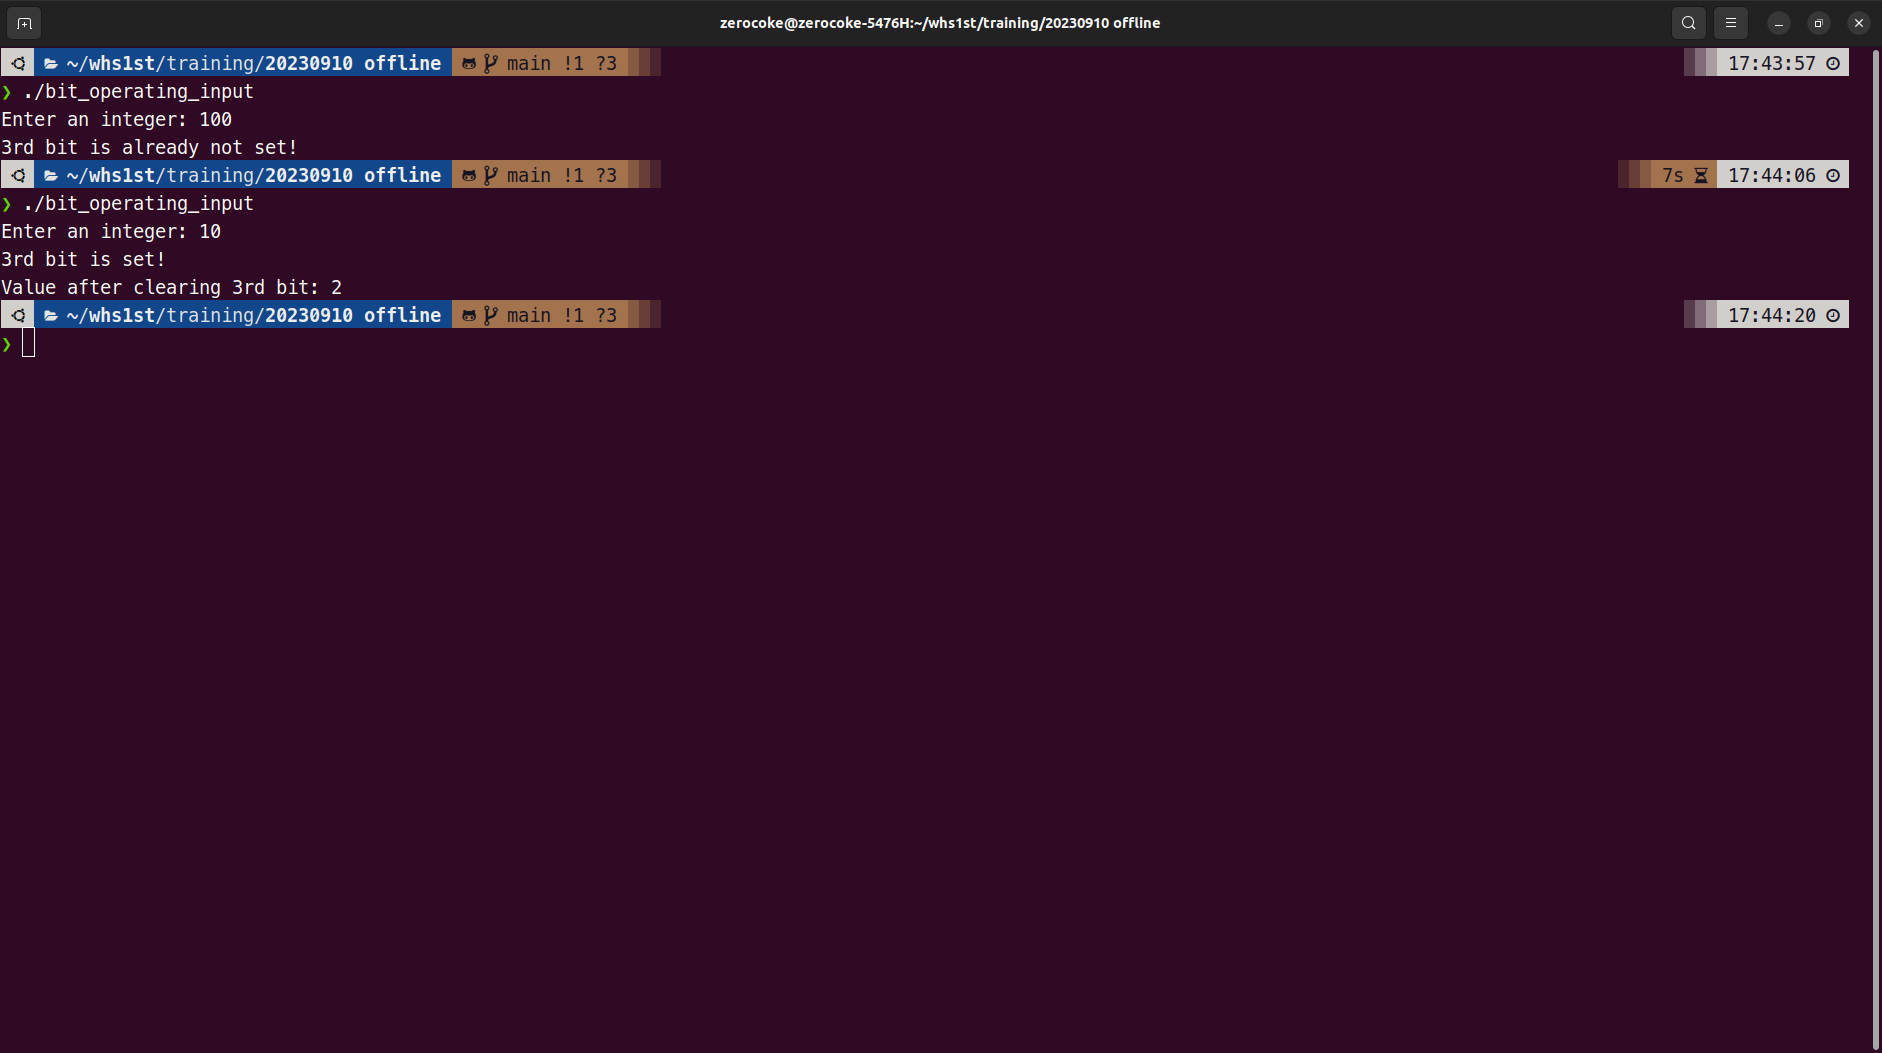 zerocoke@zerocoke-5476H:~/whs1st/training/20230910 offline
~/whs1st/training/20230910 offline main !1 ?3 17:43:57
❯ ./bit_operating_input
Enter an integer: 100
3rd bit is already not set!
~/whs1st/training/20230910 offline main !1 ?3 7s 17:44:06
❯ ./bit_operating_input
Enter an integer: 10
3rd bit is set!
Value after clearing 3rd bit: 2
~/whs1st/training/20230910 offline main !1 ?3 17:44:20
❯